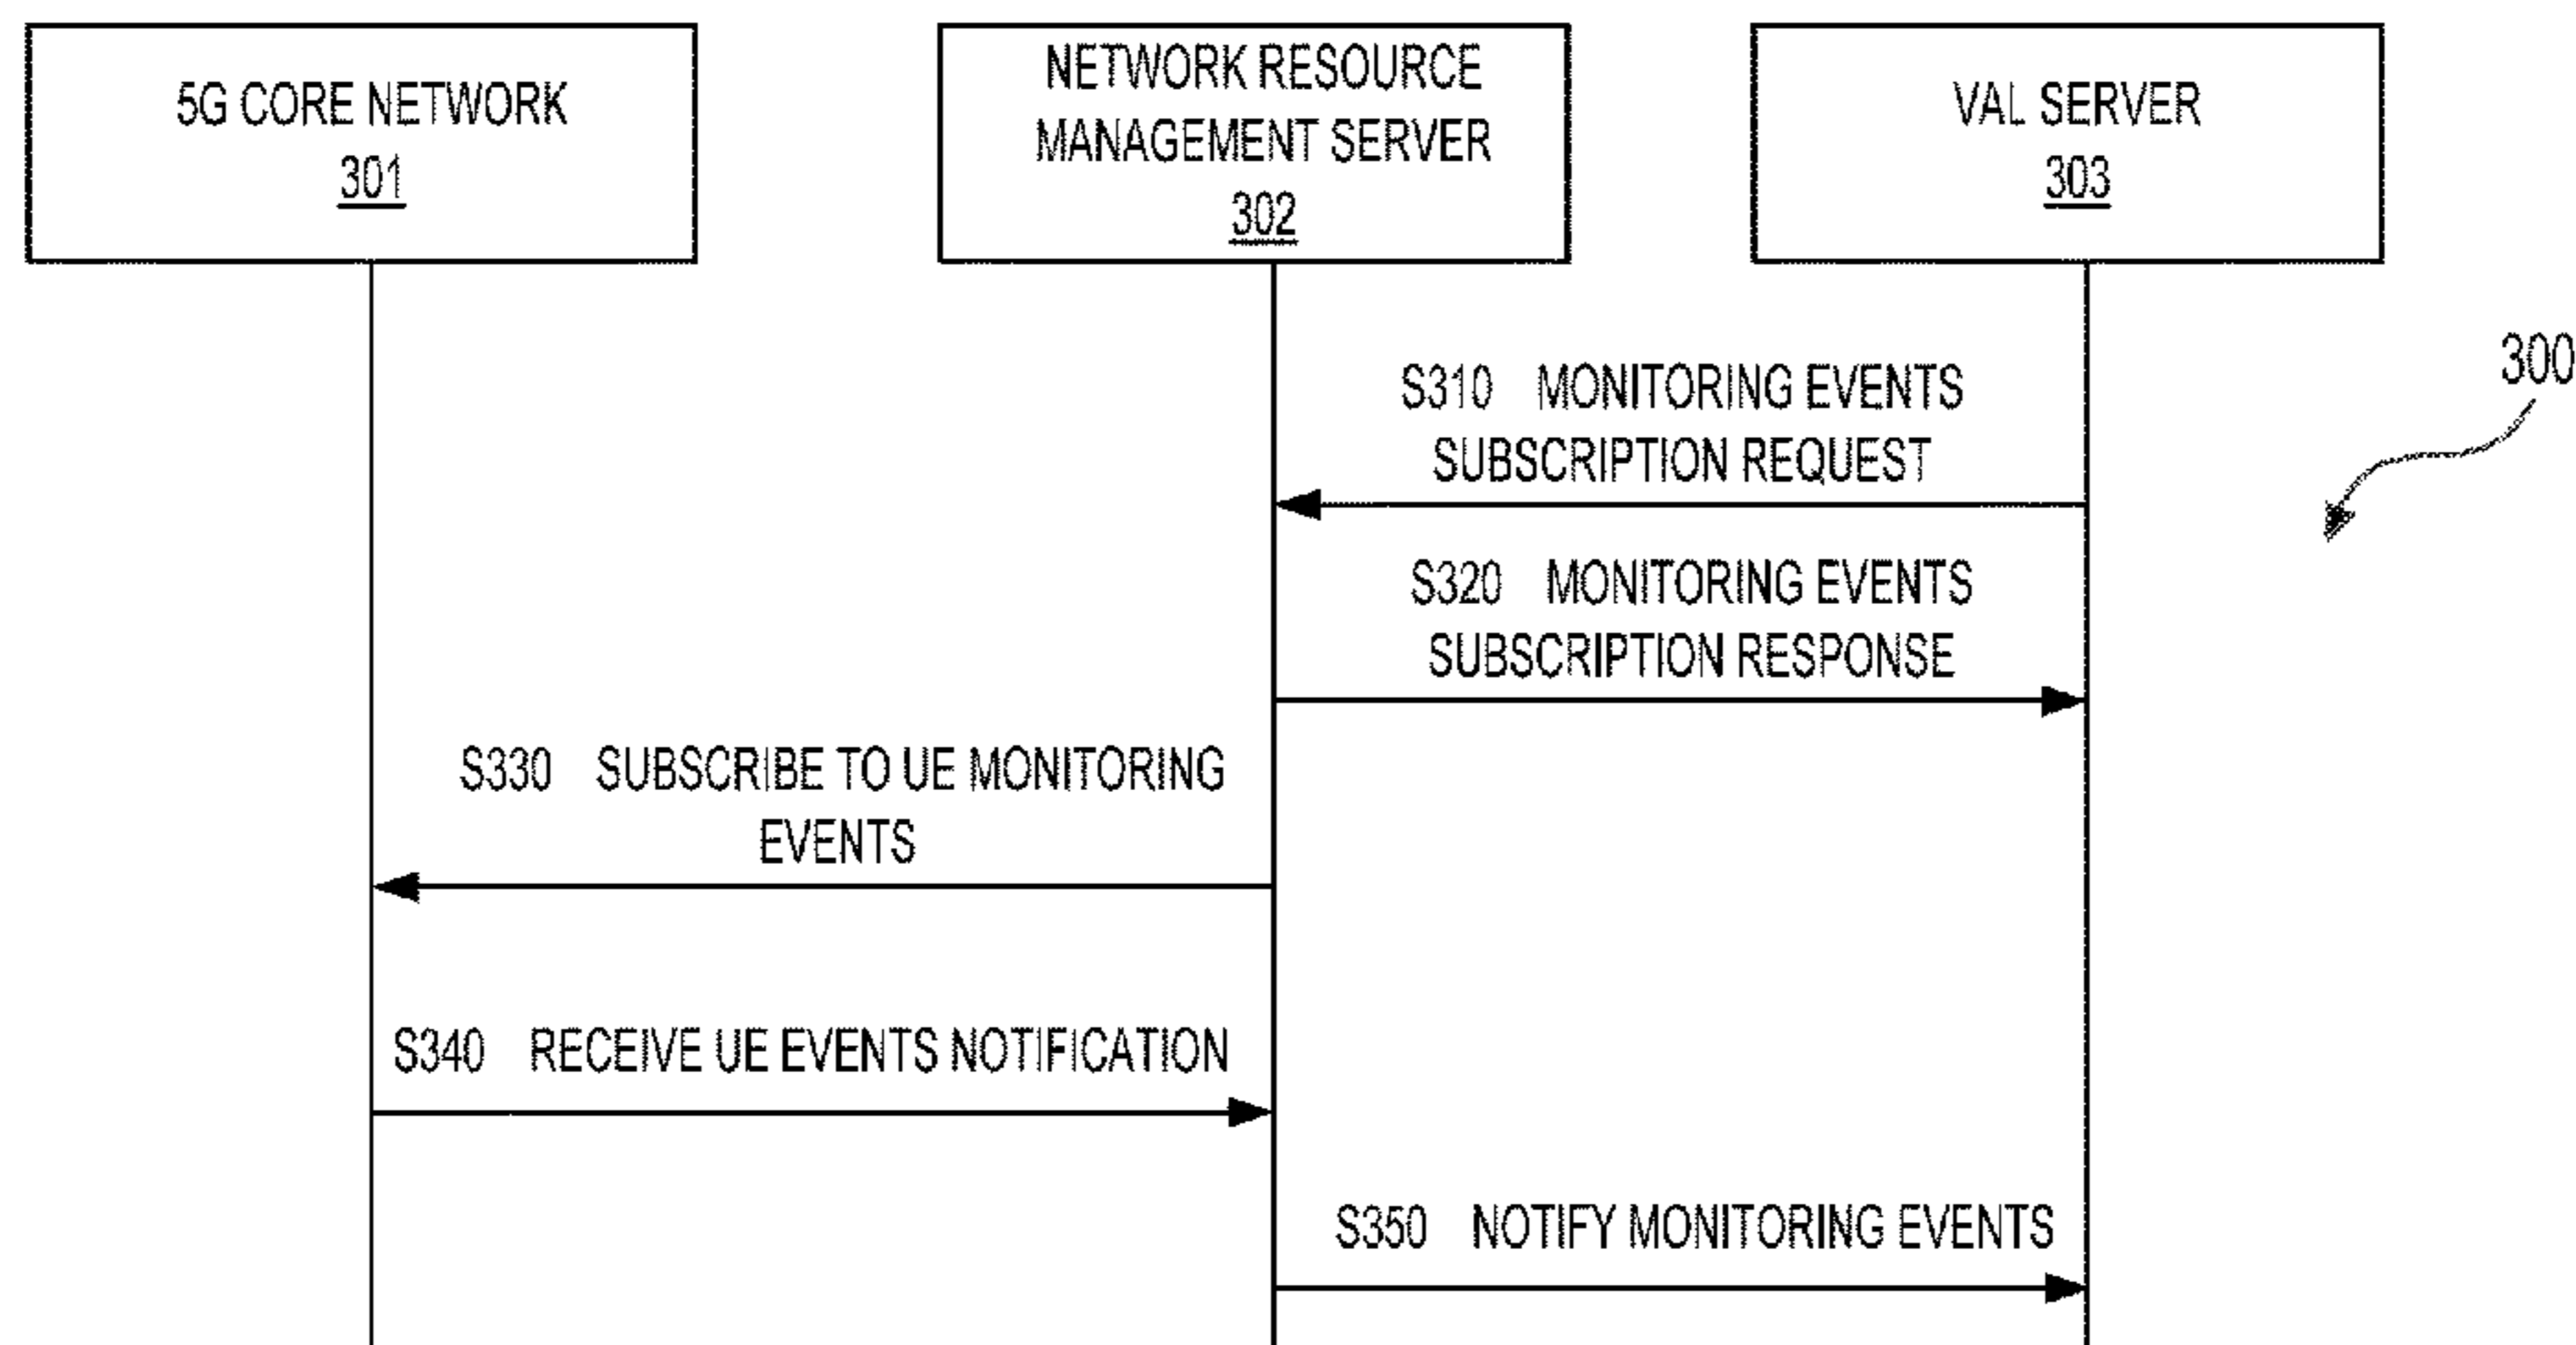 5G CORE NETWORK
301
NETWORK RESOURCE
MANAGEMENT SERVER
302
VAL SERVER
303
300
S310 MONITORING EVENTS
SUBSCRIPTION REQUEST
S320 MONITORING EVENTS
SUBSCRIPTION RESPONSE
S330 SUBSCRIBE TO UE MONITORING
EVENTS
S340 RECEIVE UE EVENTS NOTIFICATION
S350 NOTIFY MONITORING EVENTS